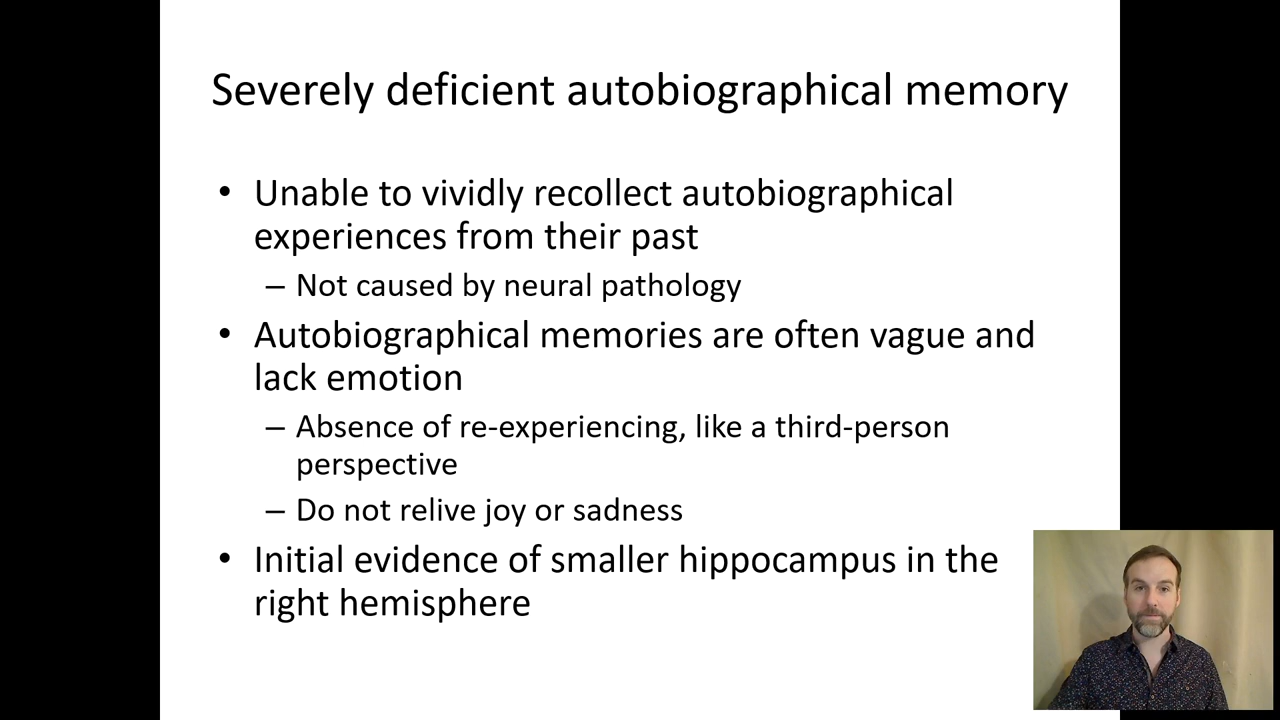 Severely deficient autobiographical memory
• Unable to vividly recollect autobiographical
experiences from their past
– Not caused by neural pathology
• Autobiographical memories are often vague and
lack emotion
– Absence of re-experiencing, like a third-person
perspective
– Do not relive joy or sadness
• Initial evidence of smaller hippocampus in the
right hemisphere